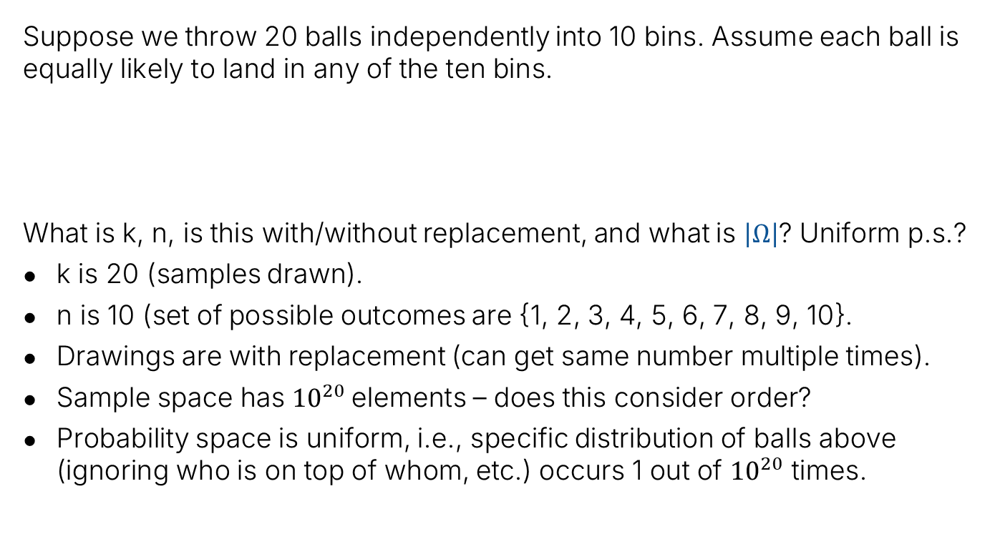 Suppose we throw 20 balls independently into 10 bins. Assume each ball is
equally likely to land in any of the ten bins.
What is k, n, is this with/without replacement, and what is |Ω|? Uniform p.s.?
● k is 20 (samples drawn).
● n is 10 (set of possible outcomes are {1, 2, 3, 4, 5, 6, 7, 8, 9, 10}.
● Drawings are with replacement (can get same number multiple times).
● Sample space has 10²⁰ elements – does this consider order?
● Probability space is uniform, i.e., specific distribution of balls above
(ignoring who is on top of whom, etc.) occurs 1 out of 10²⁰ times.